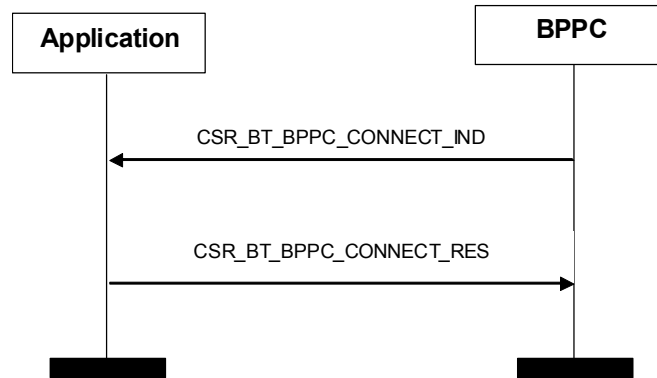 Application
BPPC
CSR_BT_BPPC_CONNECT_IND
CSR_BT_BPPC_CONNECT_RES